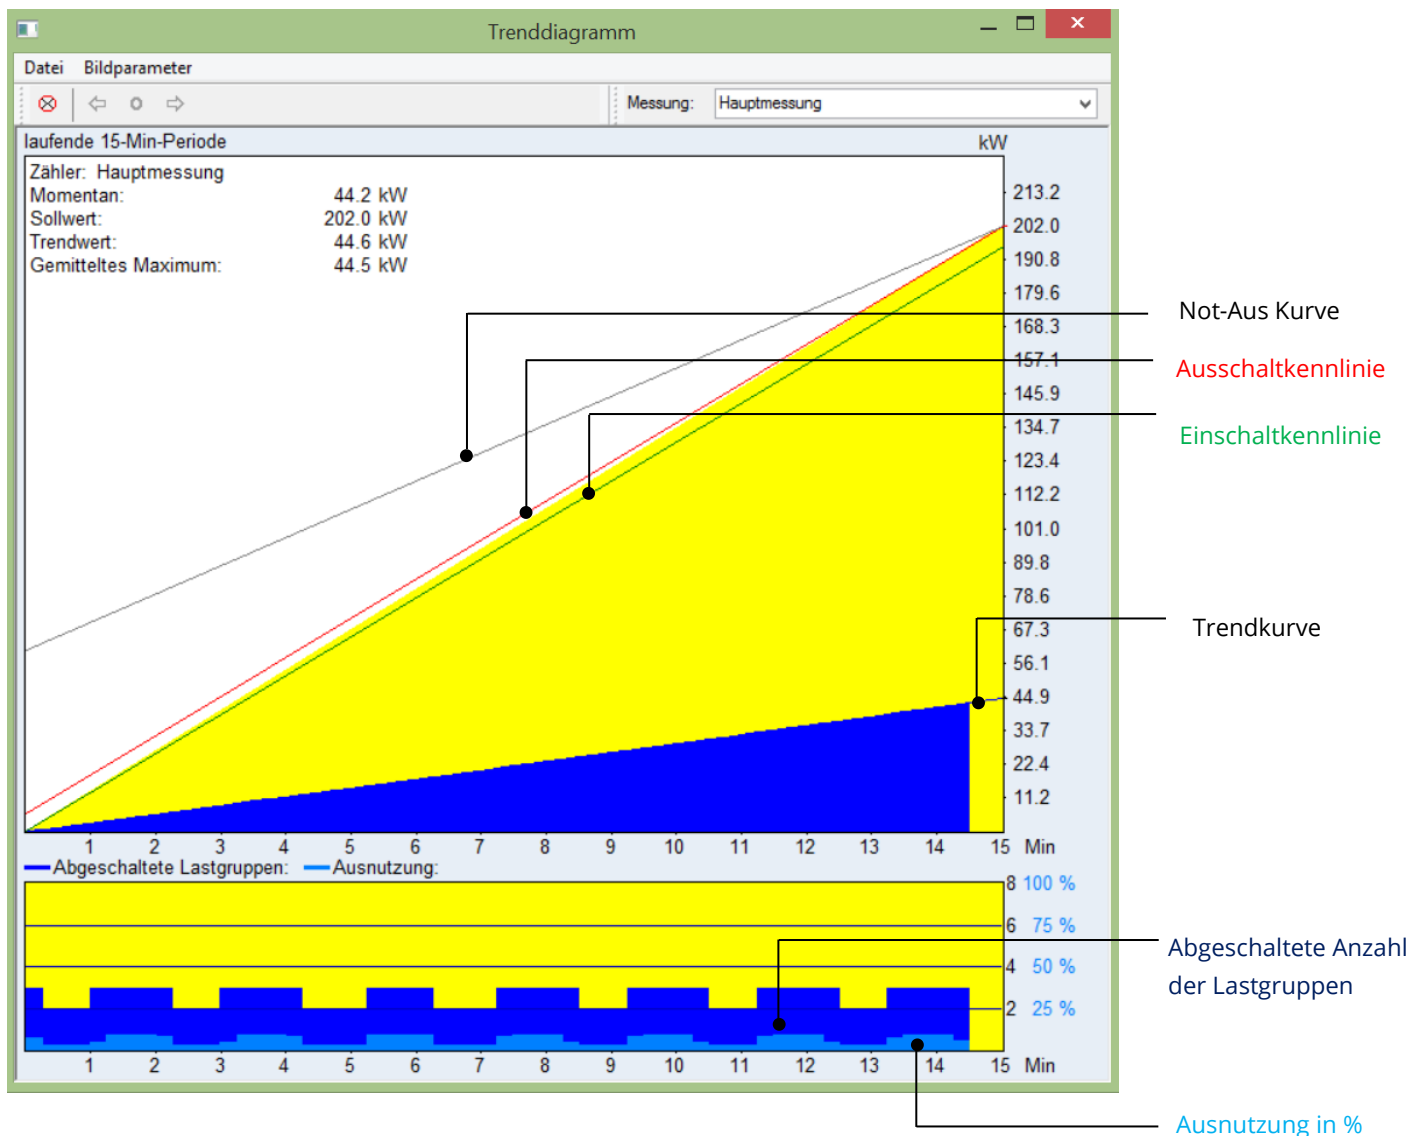 Trenddiagramm
Datei Bildparameter
Messung: Hauptmessung
laufende 15-Min-Periode
kW
Zähler: Hauptmessung
Momentan: 44.2 kW
Sollwert: 202.0 kW
Trendwert: 44.6 kW
Gemitteltes Maximum: 44.5 kW
213.2
202.0
190.8
179.6
168.3
157.1
145.9
134.7
123.4
112.2
101.0
89.8
78.6
67.3
56.1
44.9
33.7
22.4
11.2
Not-Aus Kurve
Ausschaltkennlinie
Einschaltkennlinie
Trendkurve
1 2 3 4 5 6 7 8 9 10 11 12 13 14 15 Min
Abgeschaltete Lastgruppen: Ausnutzung:
8 100 %
6 75 %
4 50 %
2 25 %
Abgeschaltete Anzahl
der Lastgruppen
1 2 3 4 5 6 7 8 9 10 11 12 13 14 15 Min
Ausnutzung in %